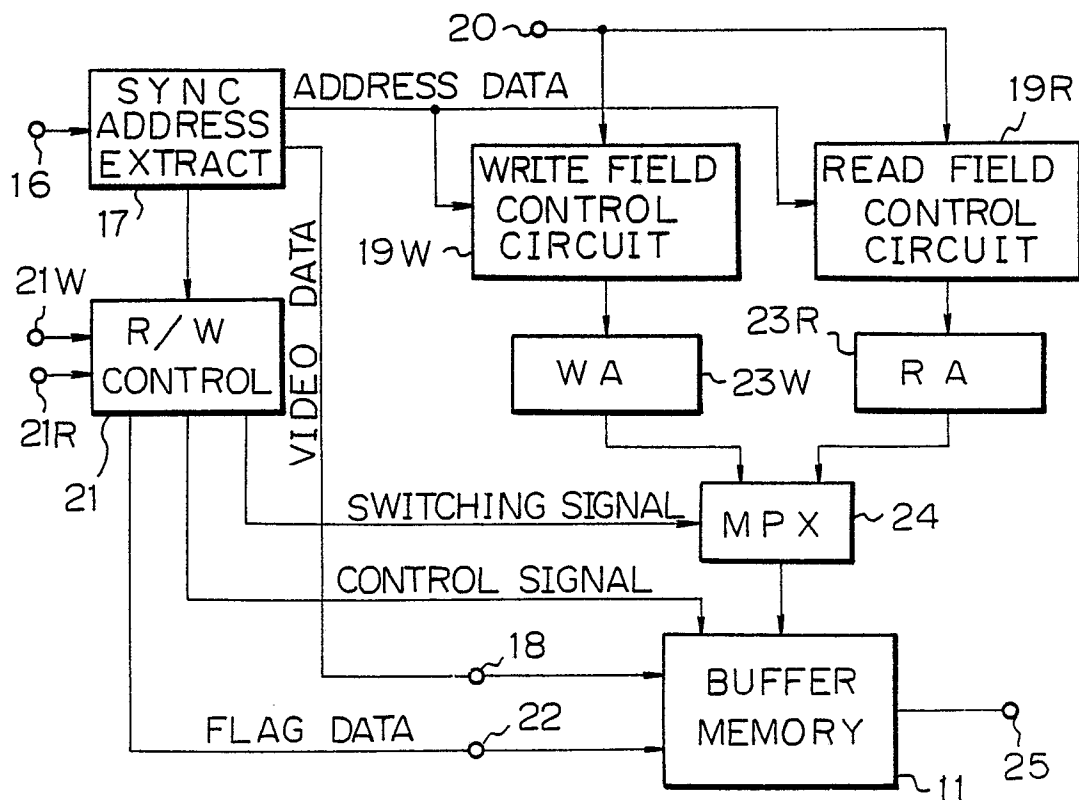 20
SYNC
ADDRESS
EXTRACT
ADDRESS DATA
19R
16
17
WRITE FIELD
CONTROL
CIRCUIT
READ FIELD
CONTROL
CIRCUIT
19W
VIDEO DATA
21W
R/W
CONTROL
21R
21
WA
23W
23R
RA
SWITCHING SIGNAL
MPX
24
CONTROL SIGNAL
18
BUFFER
MEMORY
FLAG DATA
22
25
11